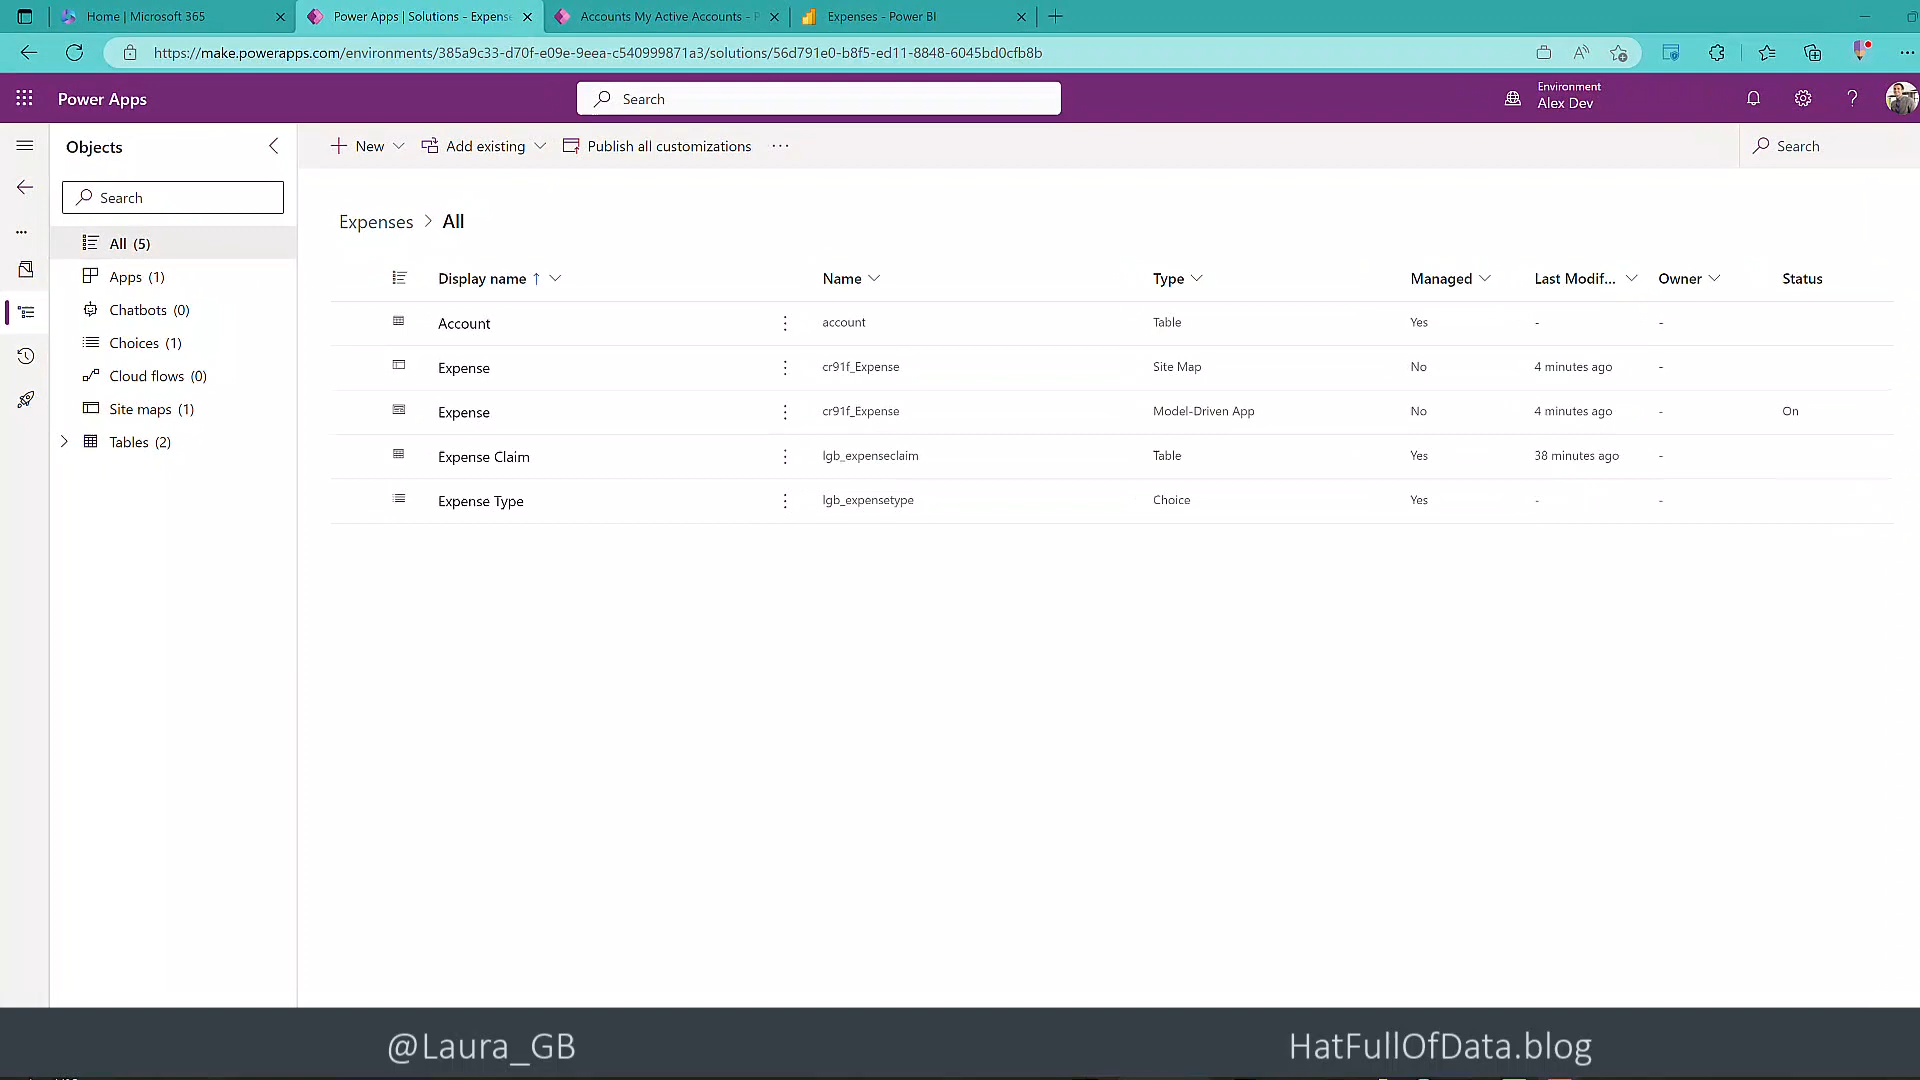 Home | Microsoft 365
Power Apps | Solutions - Expense
Accounts My Active Accounts - P
Expenses - Power BI
https://make.powerapps.com/environments/385a9c33-d70f-e09e-9eea-c540999871a3/solutions/56d791e0-b8f5-ed11-8848-6045bd0cfb8b
Power Apps
Search
Environment
Alex Dev
Objects
New
Add existing
Publish all customizations
Search
Search
Expenses > All
All (5)
Apps (1)
Chatbots (0)
Choices (1)
Cloud flows (0)
Site maps (1)
Tables (2)
Display name ↑ Name Type Managed Last Modif... Owner Status
Account account Table Yes - -
Expense cr91f_Expense Site Map No 4 minutes ago -
Expense cr91f_Expense Model-Driven App No 4 minutes ago - On
Expense Claim lgb_expenseclaim Table Yes 38 minutes ago -
Expense Type lgb_expensetype Choice Yes - -
@Laura_GB
HatFullOfData.blog